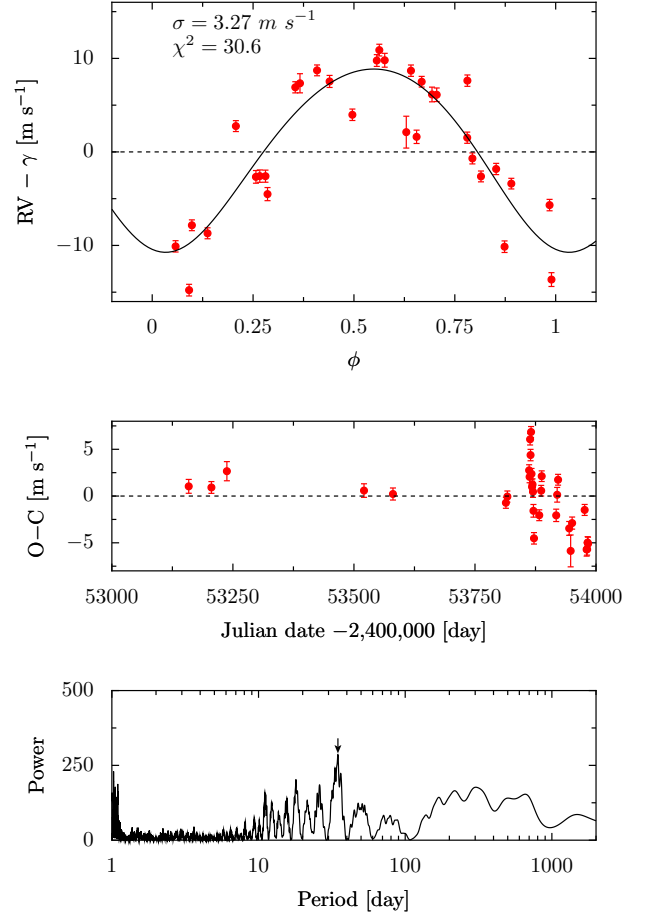 σ = 3.27 m s⁻¹
χ² = 30.6
10
0
−10
RV − γ [m s⁻¹]
0 0.25 0.5 0.75 1
ϕ
5
0
−5
O−C [m s⁻¹]
53000 53250 53500 53750 54000
Julian date −2,400,000 [day]
500
250
0
Power
1 10 100 1000
Period [day]